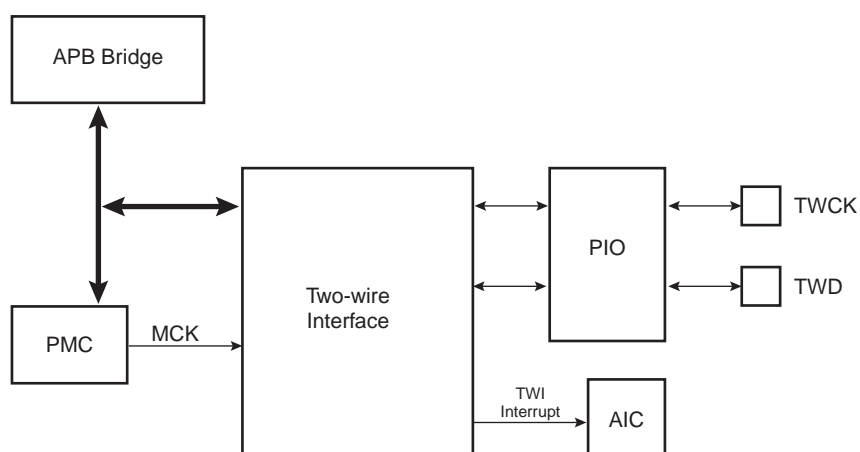 APB Bridge
TWCK
PIO
TWD
Two-wire
Interface
PMC
MCK
TWI
Interrupt
AIC